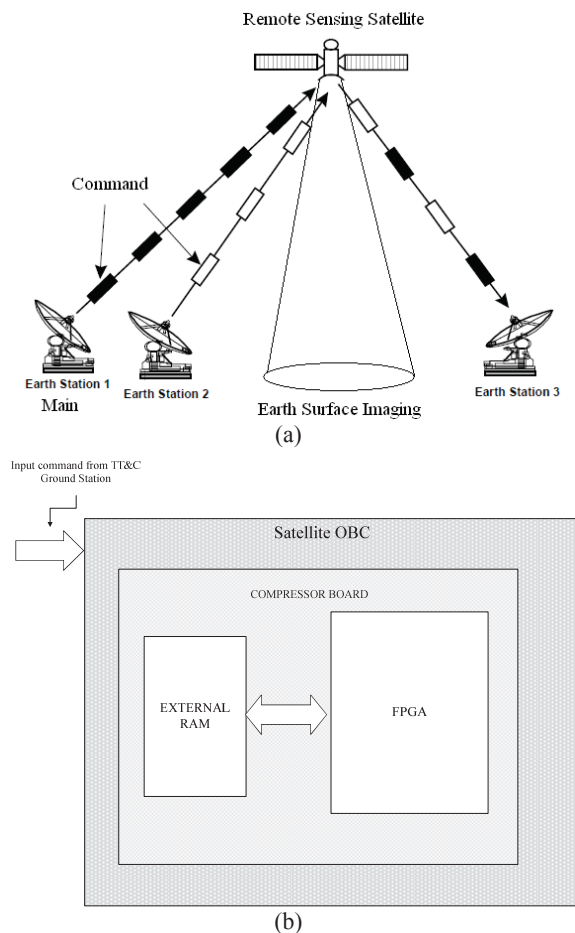 Remote Sensing Satellite
Command
Earth Station 1
Main
Earth Station 2
Earth Station 3
Earth Surface Imaging
(a)
Input command from TT&C
Ground Station
Satellite OBC
COMPRESSOR BOARD
EXTERNAL
RAM
FPGA
(b)